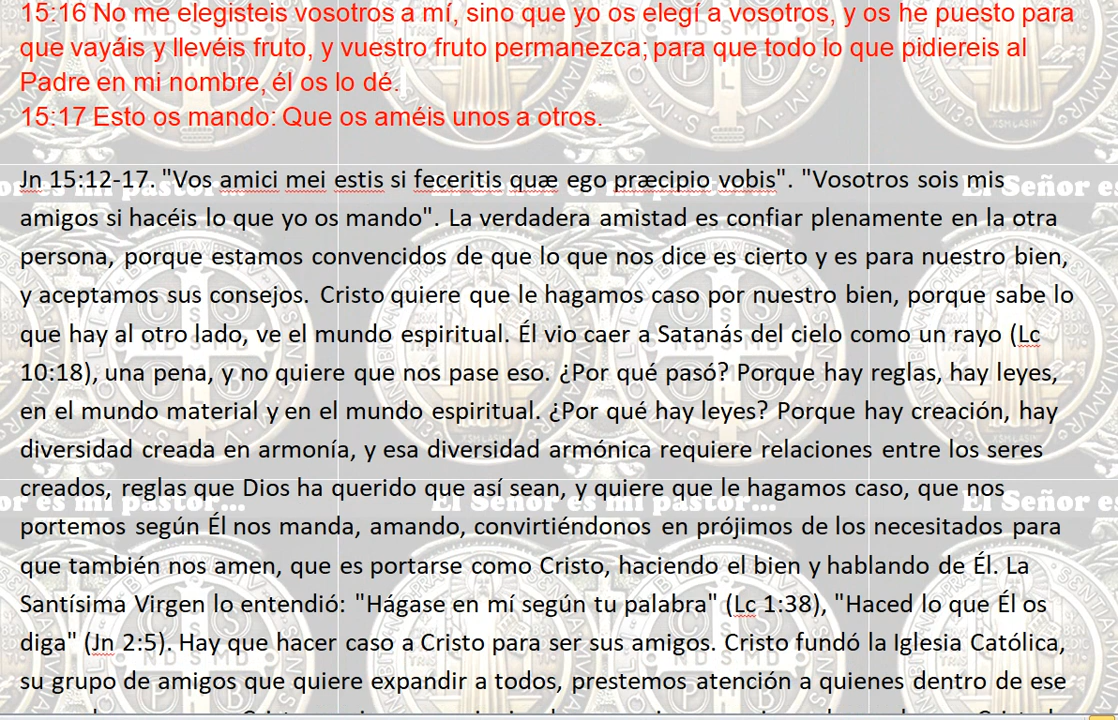 15:16 No me elegisteis vosotros a mí, sino que yo os elegí a vosotros, y os he puesto para
que vayáis y llevéis fruto, y vuestro fruto permanezca; para que todo lo que pidiereis al
Padre en mi nombre, él os lo dé.
15:17 Esto os mando: Que os améis unos a otros.
Jn 15:12-17. "Vos amici mei estis si feceritis quæ ego præcipio vobis". "Vosotros sois mis
amigos si hacéis lo que yo os mando". La verdadera amistad es confiar plenamente en la otra
persona, porque estamos convencidos de que lo que nos dice es cierto y es para nuestro bien,
y aceptamos sus consejos. Cristo quiere que le hagamos caso por nuestro bien, porque sabe lo
que hay al otro lado, ve el mundo espiritual. Él vio caer a Satanás del cielo como un rayo (Lc
10:18), una pena, y no quiere que nos pase eso. ¿Por qué pasó? Porque hay reglas, hay leyes,
en el mundo material y en el mundo espiritual. ¿Por qué hay leyes? Porque hay creación, hay
diversidad creada en armonía, y esa diversidad armónica requiere relaciones entre los seres
creados, reglas que Dios ha querido que así sean, y quiere que le hagamos caso, que nos
portemos según Él nos manda, amando, convirtiéndonos en prójimos de los necesitados para
que también nos amen, que es portarse como Cristo, haciendo el bien y hablando de Él. La
Santísima Virgen lo entendió: "Hágase en mí según tu palabra" (Lc 1:38), "Haced lo que Él os
diga" (Jn 2:5). Hay que hacer caso a Cristo para ser sus amigos. Cristo fundó la Iglesia Católica,
su grupo de amigos que quiere expandir a todos, prestemos atención a quienes dentro de ese
El Señor es mi pastor...